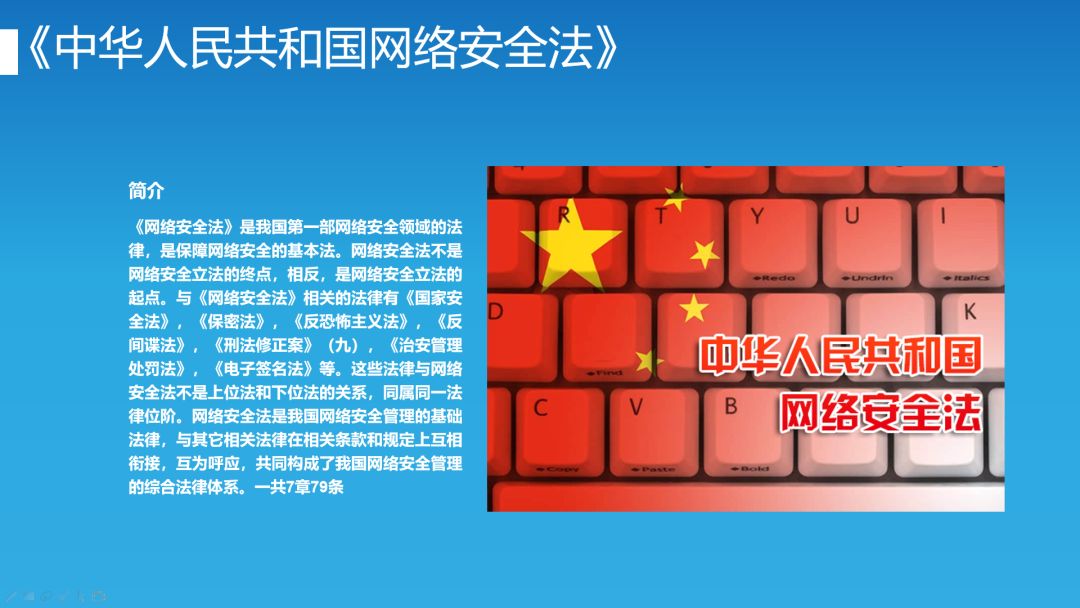 《中华人民共和国网络安全法》
简介
《网络安全法》是我国第一部网络安全领域的法
律，是保障网络安全的基本法。网络安全法不是
网络安全立法的终点，相反，是网络安全立法的
起点。与《网络安全法》相关的法律有《国家安
全法》，《保密法》，《反恐怖主义法》，《反
间谍法》，《刑法修正案》（九），《治安管理
处罚法》，《电子签名法》等。这些法律与网络
安全法不是上位法和下位法的关系，同属同一法
律位阶。网络安全法是我国网络安全管理的基础
法律，与其它相关法律在相关条款和规定上互相
衔接，互为呼应，共同构成了我国网络安全管理
的综合法律体系。一共7章79条
R T Y U I
Redo UndrIn Italics
D K
Find
中华人民共和国
网络安全法
C V B
Copy Paste Bold